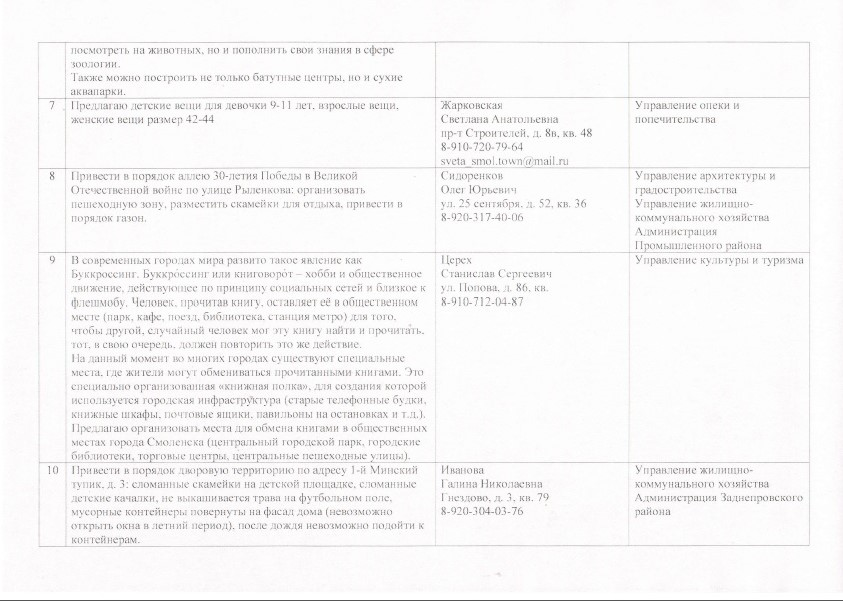 посмотреть на животных, но и пополнить свои знания в сфере
зоологии.
Также можно построить не только батутные центры, но и сухие
аквапарки.
7 Предлагаю детские вещи для девочки 9-11 лет, взрослые вещи,
женские вещи размер 42-44
Жарковская
Светлана Анатольевна
пр-т Строителей, д. 8в, кв. 48
8-910-720-79-64
sveta_smol.town@mail.ru
Управление опеки и
попечительства
8 Привести в порядок аллею 30-летия Победы в Великой
Отечественной войне по улице Рыленкова: организовать
пешеходную зону, разместить скамейки для отдыха, привести в
порядок газон.
Сидоренков
Олег Юрьевич
ул. 25 сентября, д. 52, кв. 36
8-920-317-40-06
Управление архитектуры и
градостроительства
Управление жилищно-
коммунального хозяйства
Администрация
Промышленного района
9 В современных городах мира развито такое явление как
Буккроссинг. Буккро́ссинг или книговоро́т – хобби и общественное
движение, действующее по принципу социальных сетей и близкое к
флешмобу. Человек, прочитав книгу, оставляет её в общественном
месте (парк, кафе, поезд, библиотека, станция метро) для того,
чтобы другой, случайный человек мог эту книгу найти и прочитать,
тот, в свою очередь, должен повторить это же действие.
На данный момент во многих городах существуют специальные
места, где жители могут обмениваться прочитанными книгами. Это
специально организованная «книжная полка», для создания которой
используется городская инфраструктура (старые телефонные будки,
книжные шкафы, почтовые ящики, павильоны на остановках и т.д.).
Предлагаю организовать места для обмена книгами в общественных
местах города Смоленска (центральный городской парк, городские
библиотеки, торговые центры, центральные пешеходные улицы).
Церех
Станислав Сергеевич
ул. Попова, д. 86, кв.
8-910-712-04-87
Управление культуры и туризма
10 Привести в порядок дворовую территорию по адресу 1-й Минский
тупик, д. 3: сломанные скамейки на детской площадке, сломанные
детские качалки, не выкашивается трава на футбольном поле,
мусорные контейнеры повернуты на фасад дома (невозможно
открыть окна в летний период), после дождя невозможно подойти к
контейнерам.
Иванова
Галина Николаевна
Гнездово, д. 3, кв. 79
8-920-304-03-76
Управление жилищно-
коммунального хозяйства
Администрация Заднепровского
района